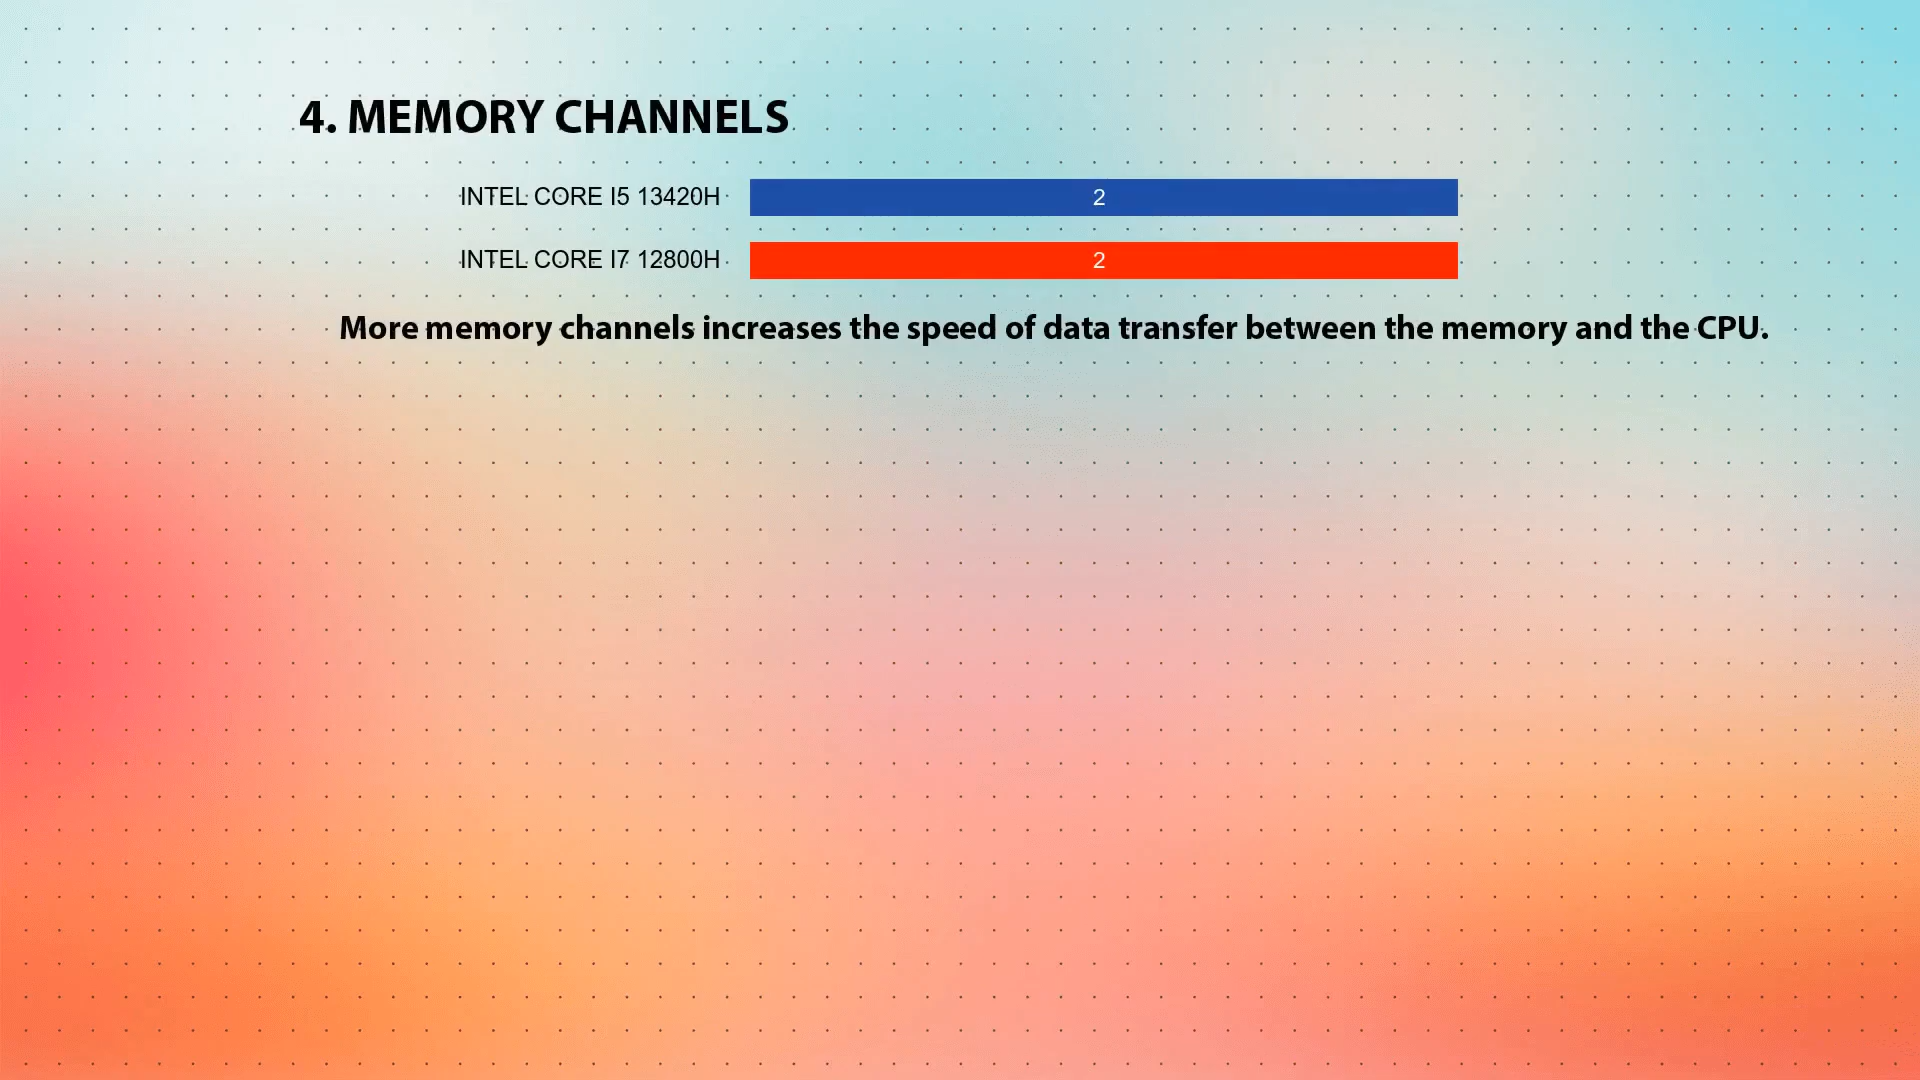 4. MEMORY CHANNELS
INTEL CORE I5 13420H 2
INTEL CORE I7 12800H 2
More memory channels increases the speed of data transfer between the memory and the CPU.